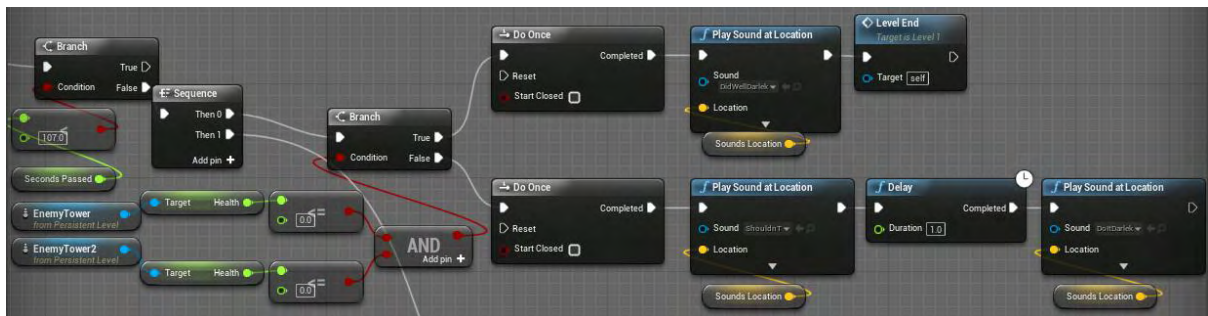 Branch
True
Condition
False
<
107.0
Seconds Passed
Sequence
Then 0
Then 1
Add pin +
EnemyTower
from Persistent Level
EnemyTower2
from Persistent Level
Target
Health
<=
0.0
Target
Health
<=
0.0
AND
Add pin +
Branch
True
Condition
False
Do Once
Completed
Reset
Start Closed
Play Sound at Location
Sound
DidWellDarlek
Location
Sounds Location
Level End
Target is Level 1
Target
self
Do Once
Completed
Reset
Start Closed
Play Sound at Location
Sound
ShouldnT
Location
Sounds Location
Delay
Completed
Duration
1.0
Play Sound at Location
Sound
DoItDarlek
Location
Sounds Location